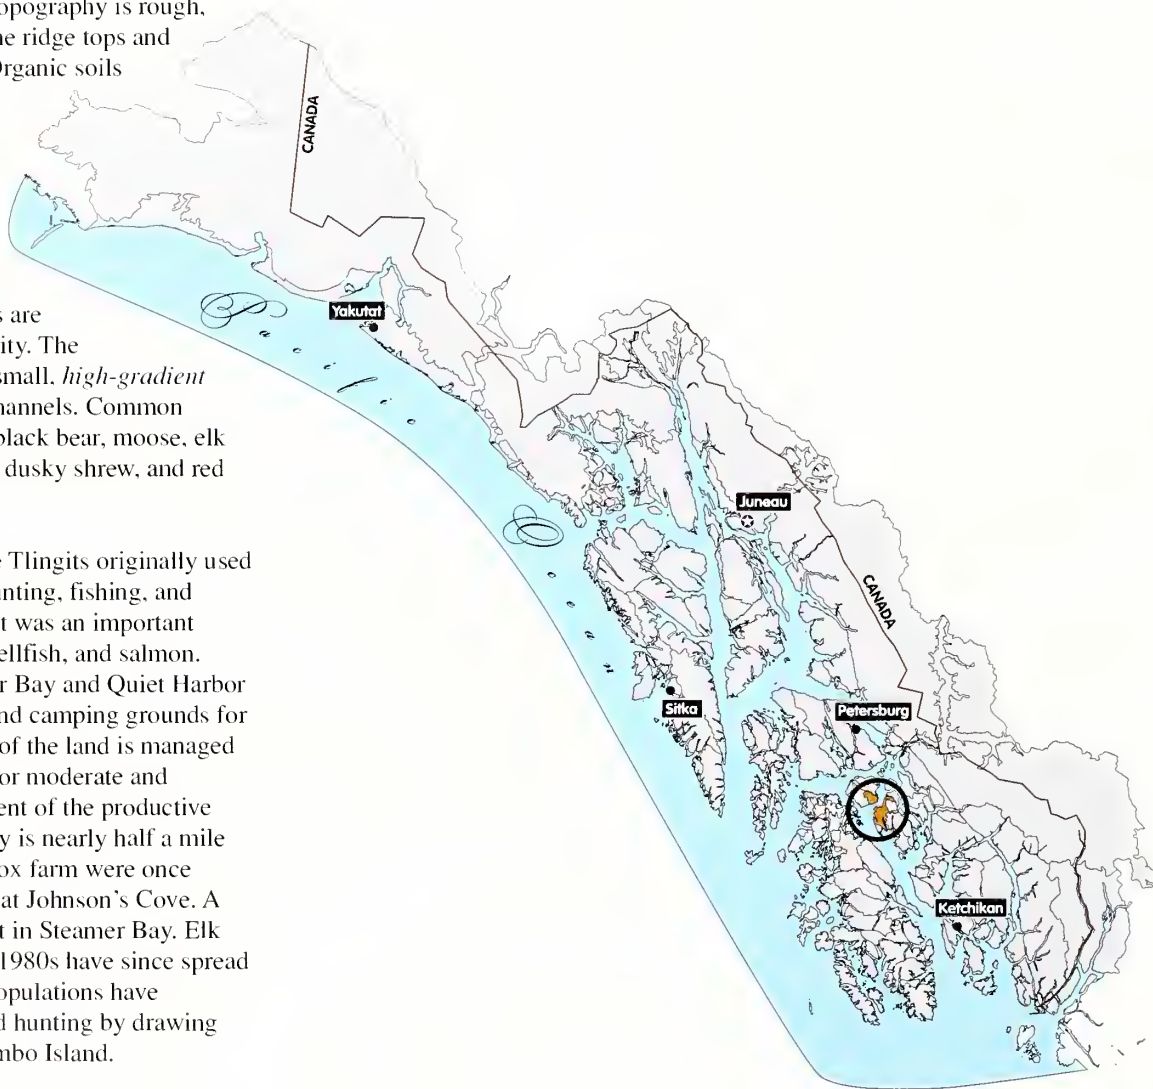 opography is rough,
ne ridge tops and
Organic soils
s are
ity. The
small, high-gradient
hannels. Common
black bear, moose, elk
dusky shrew, and red
e Tlingits originally used
unting, fishing, and
t was an important
ellfish, and salmon.
r Bay and Quiet Harbor
nd camping grounds for
of the land is managed
or moderate and
ent of the productive
y is nearly half a mile
ox farm were once
at Johnson's Cove. A
t in Steamer Bay. Elk
1980s have since spread
opulations have
d hunting by drawing
mbo Island.
CANADA
Yakutat
Pacific
Ocean
Juneau
CANADA
Sitka
Petersburg
Ketchikan